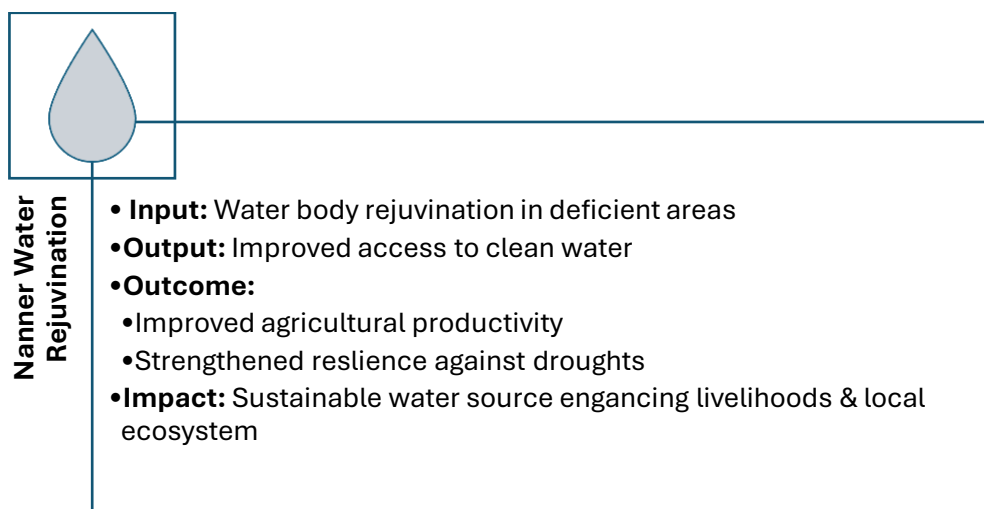 Nanner Water
Rejuvination
• Input: Water body rejuvination in deficient areas
•Output: Improved access to clean water
•Outcome:
•Improved agricultural productivity
•Strengthened reslience against droughts
•Impact: Sustainable water source engancing livelihoods & local
ecosystem